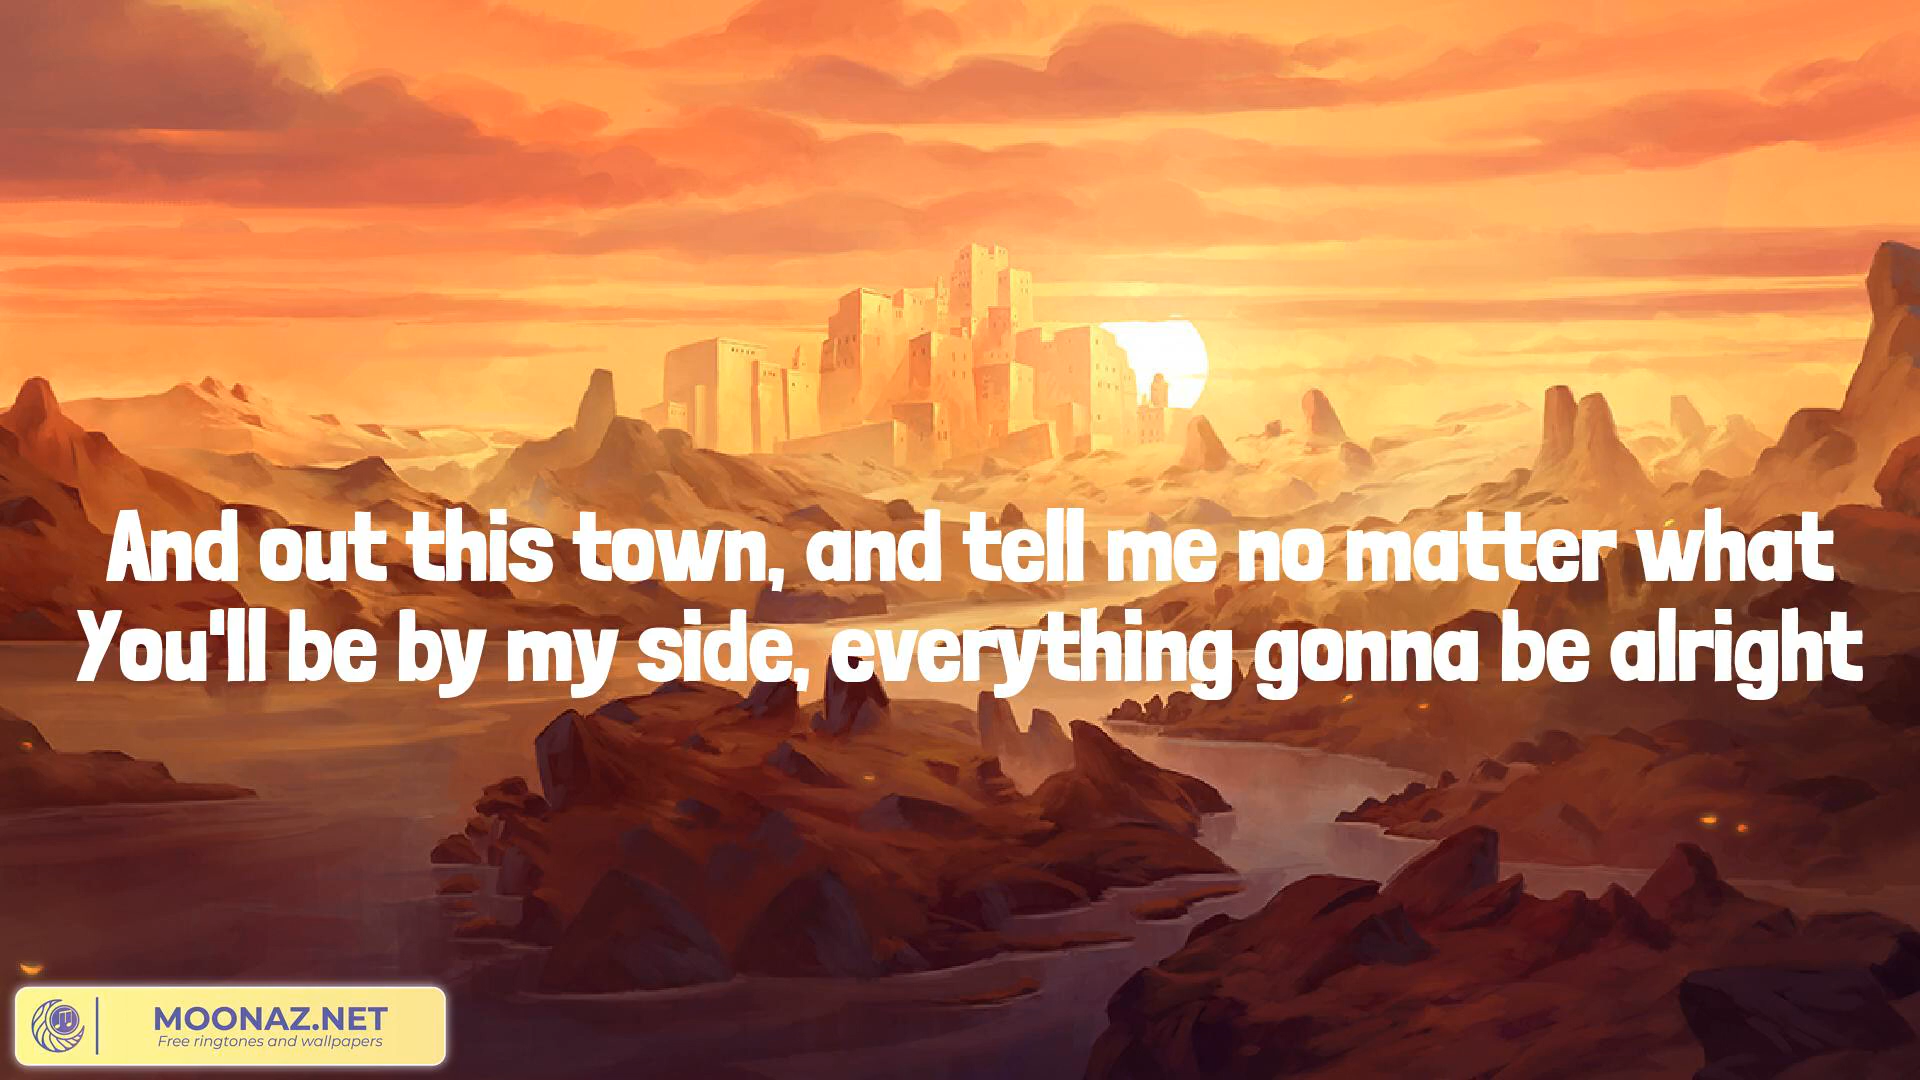 And out this town, and tell me no matter what
You'll be by my side, everything gonna be alright
MOONAZ.NET
Free ringtones and wallpapers